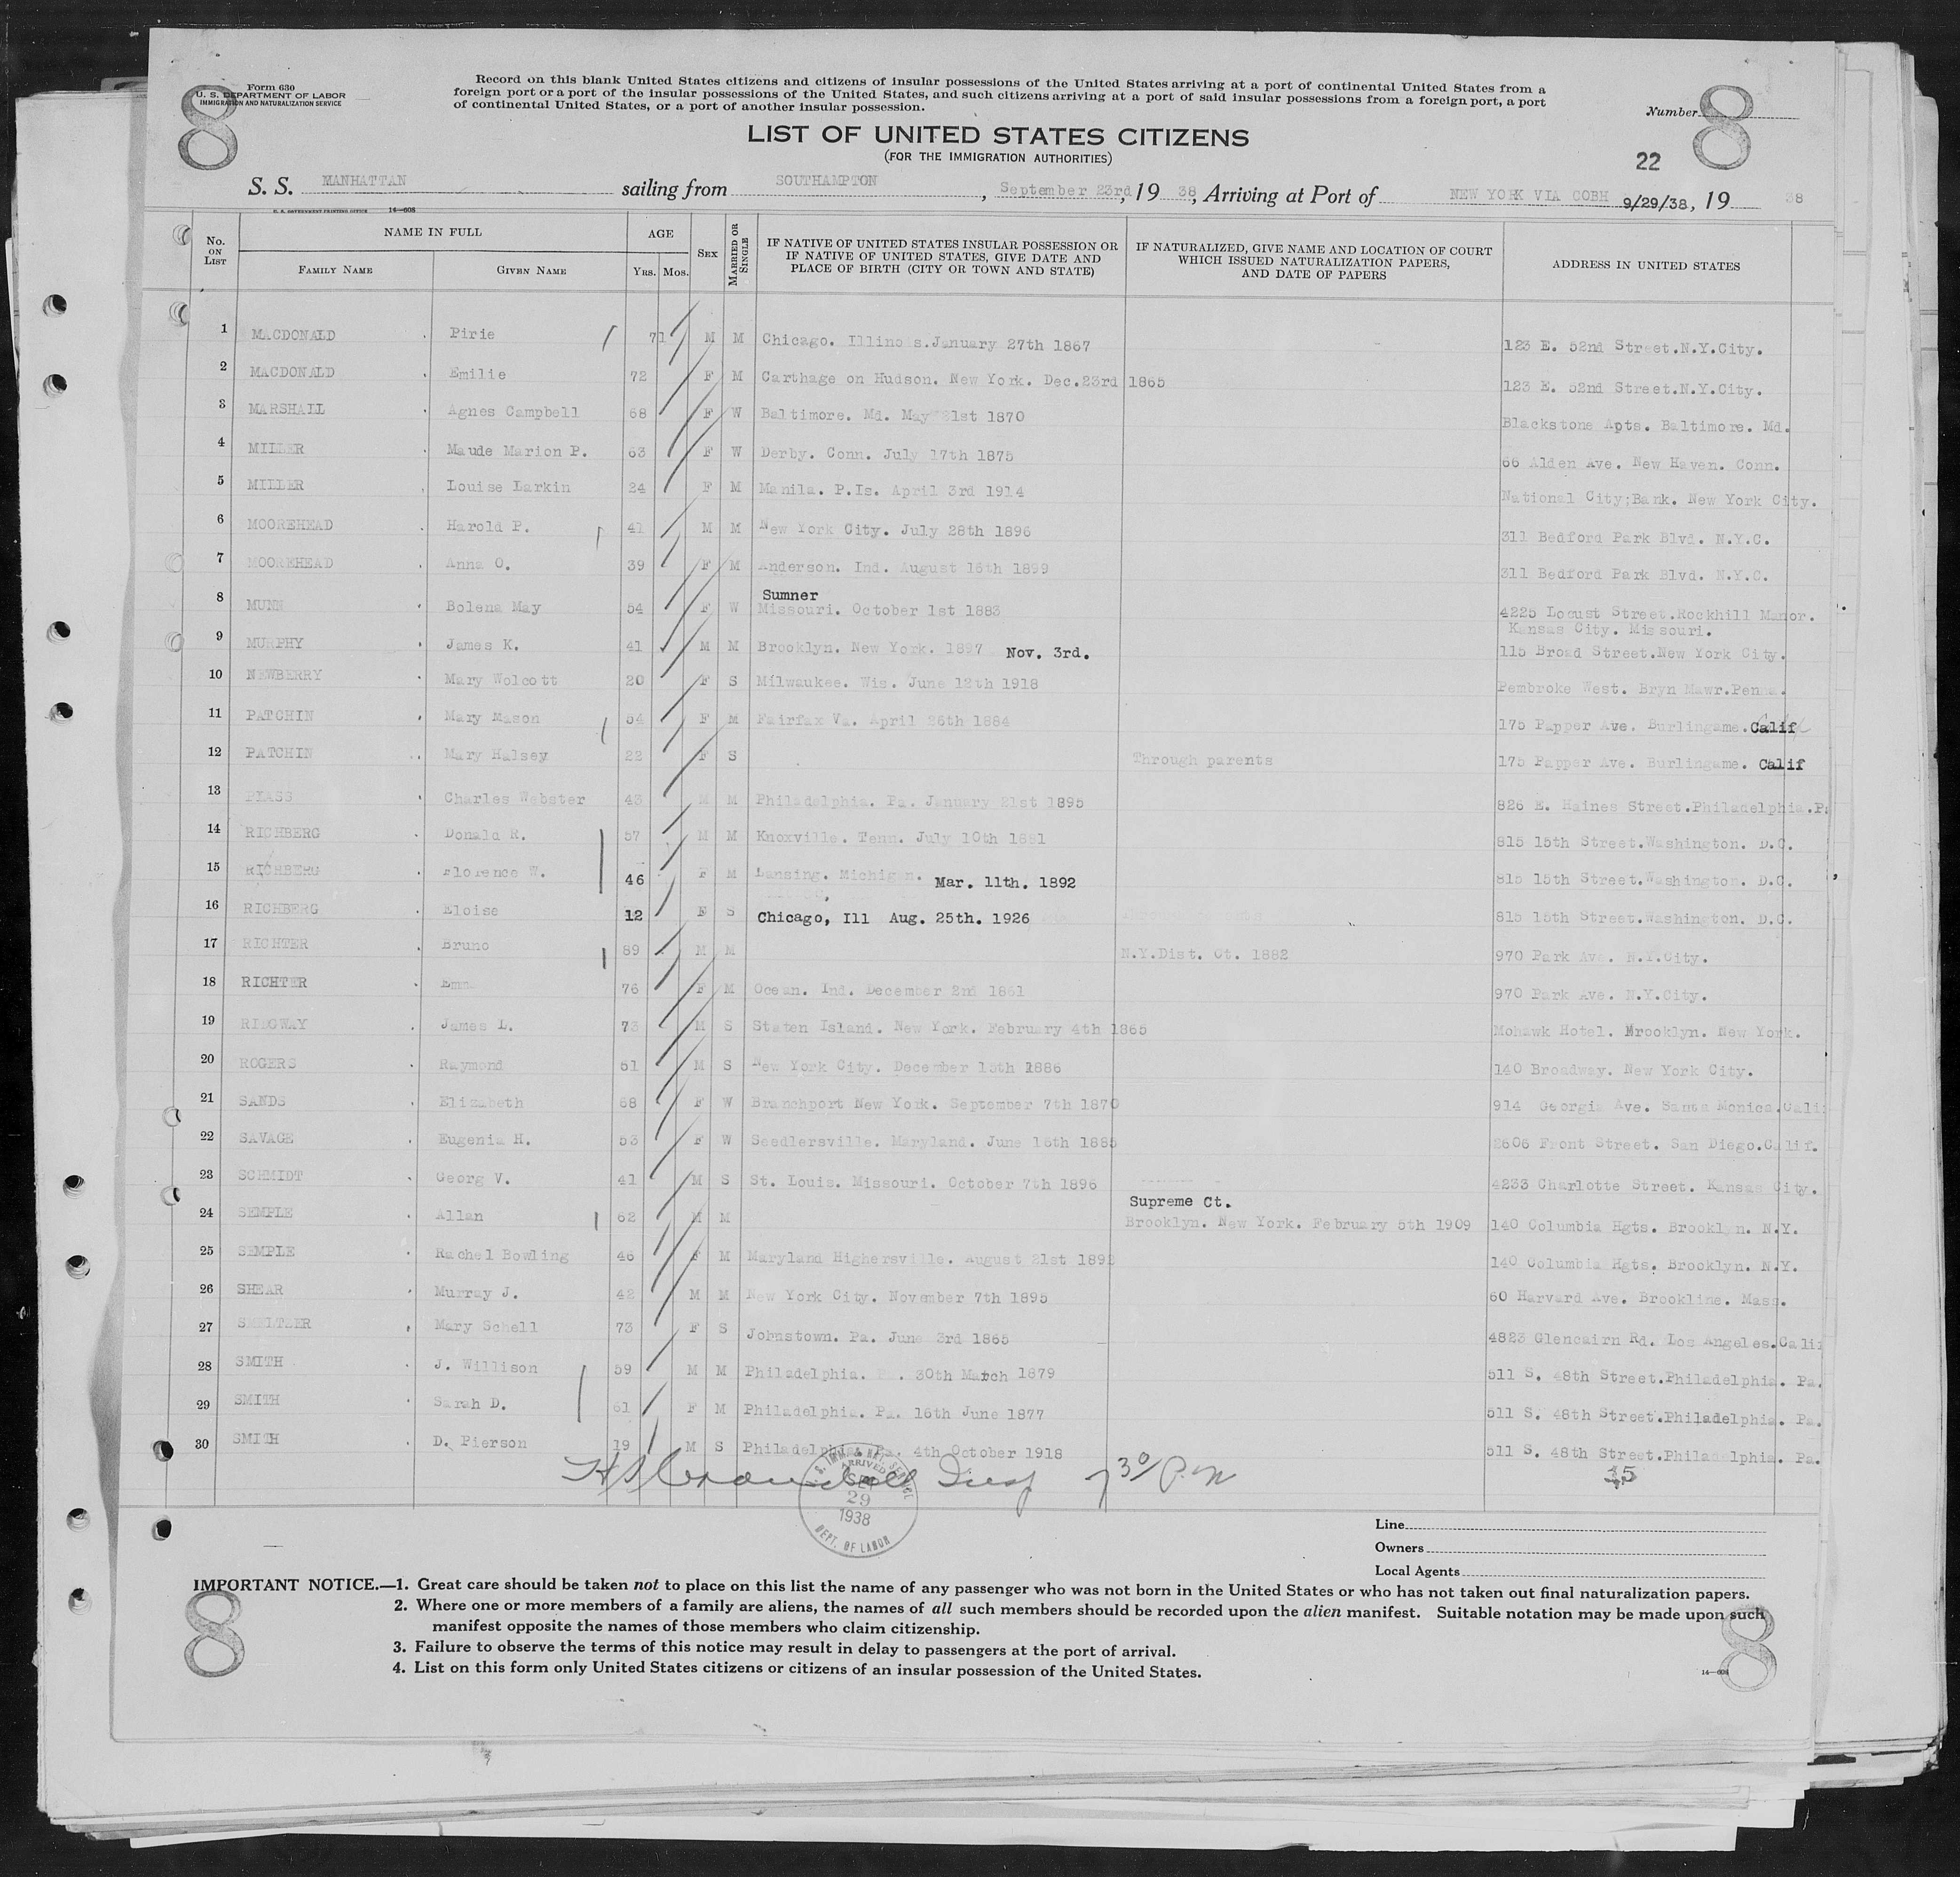 Form 630
U. S. DEPARTMENT OF LABOR
IMMIGRATION AND NATURALIZATION SERVICE
8
8
Record on this blank United States citizens and citizens of insular possessions of the United States arriving at a port of continental United States from a
foreign port or a port of the insular possessions of the United States, and such citizens arriving at a port of said insular possessions from a foreign port, a port
of continental United States, or a port of another insular possession.
Number
LIST OF UNITED STATES CITIZENS
(FOR THE IMMIGRATION AUTHORITIES)
22
S. S. MANHATTAN sailing from SOUTHAMPTON, September 23rd, 19 38, Arriving at Port of NEW YORK VIA COBH 9/29/38, 19 38
U. S. GOVERNMENT PRINTING OFFICE 14-608
No. ON LIST NAME IN FULL FAMILY NAME GIVEN NAME AGE YRS. MOS. SEX MARRIED OR SINGLE IF NATIVE OF UNITED STATES INSULAR POSSESSION OR IF NATIVE OF UNITED STATES, GIVE DATE AND PLACE OF BIRTH (CITY OR TOWN AND STATE) IF NATURALIZED, GIVE NAME AND LOCATION OF COURT WHICH ISSUED NATURALIZATION PAPERS, AND DATE OF PAPERS ADDRESS IN UNITED STATES
1 MACDONALD Pirie 71 M M Chicago. Illinois. January 27th 1867 123 E. 52nd Street.N.Y.City.
2 MACDONALD Emilie 72 F M Carthage on Hudson. New York. Dec.23rd 1865 123 E. 52nd Street.N.Y.City.
3 MARSHALL Agnes Campbell 68 F W Baltimore. Md. May 21st 1870 Blackstone Apts. Baltimore. Md.
4 MILLER Maude Marion P. 63 F W Derby. Conn. July 17th 1875 66 Alden Ave. New Haven. Conn.
5 MILLER Louise Larkin 24 F M Manila. P.Is. April 3rd 1914 National City;Bank. New York City.
6 MOOREHEAD Harold P. 41 M M New York City. July 28th 1896 311 Bedford Park Blvd. N.Y.C.
7 MOOREHEAD Anna O. 39 F M Anderson. Ind. August 16th 1899 311 Bedford Park Blvd. N.Y.C.
Sumner
8 MUNN Bolena May 54 F W Missouri. October 1st 1883 4225 Locust Street.Rockhill Manor.
Kansas City. Missouri.
9 MURPHY James K. 41 M M Brooklyn. New York. 1897 Nov. 3rd. 115 Broad Street.New York City.
10 NEWBERRY Mary Wolcott 20 F S Milwaukee. Wis. June 12th 1918 Pembroke West. Bryn Mawr.Penna.
11 PATCHIN Mary Mason 54 F M Fairfax Va. April 26th 1884 175 Papper Ave. Burlingame. Calif
12 PATCHIN Mary Halsey 22 F S Through parents 175 Papper Ave. Burlingame. Calif
13 Charles Webster 43 M M Philadelphia. Pa. January 21st 1895 826 E. Haines Street.Philadelphia.Pa
14 RICHBERG Donald R. 57 M M Knoxville. Tenn. July 10th 1881 815 15th Street.Washington. D.C.
15 RICHBERG Florence W. 46 F M Lansing. Michigan. Mar. 11th. 1892 815 15th Street.Washington. D.C.
16 RICHBERG Eloise 12 F S Chicago, Ill Aug. 25th. 1926 815 15th Street.Washington. D.C.
17 RICHTER Bruno 89 M M N.Y.Dist. Ct. 1882 970 Park Ave. N.Y.City.
18 RICHTER Emma 76 F M Ocean. Ind. December 2nd 1861 970 Park Ave. N.Y.City.
19 RIDGWAY James L. 73 M S Staten Island. New York. February 4th 1865 Mohawk Hotel. Brooklyn. New York.
20 ROGERS Raymond 51 M S New York City. December 15th 1886 140 Broadway. New York City.
21 SANDS Elizabeth 68 F W Branchport New York. September 7th 1870 914 Georgia Ave. Santa Monica.Cali
22 SAVAGE Eugenia H. 53 F W Seedlersville. Maryland. June 15th 1885 2606 Front Street. San Diego.Calif.
23 SCHMIDT Georg V. 41 M S St. Louis. Missouri. October 7th 1896 4233 Charlotte Street. Kansas City.
Supreme Ct.
24 SEMPLE Allan 62 M M Brooklyn. New York. February 5th 1909 140 Columbia Hgts. Brooklyn. N.Y.
25 SEMPLE Rachel Bowling 46 F M Maryland Highersville. August 21st 1892 140 Columbia Hgts. Brooklyn. N.Y.
26 SHEAR Murray J. 42 M M New York City. November 7th 1895 60 Harvard Ave. Brookline. Mass.
27 SMELTZER Mary Schell 73 F S Johnstown. Pa. June 3rd 1865 4823 Glencairn Rd. Los Angeles.Cali
28 SMITH J. Willison 59 M M Philadelphia. 30th March 1879 511 S. 48th Street.Philadelphia. Pa.
29 SMITH Sarah D. 61 F M Philadelphia. Pa. 16th June 1877 511 S. 48th Street.Philadelphia. Pa.
30 SMITH D. Pierson 19 M S Philadelphia. Pa. 4th October 1918 511 S. 48th Street.Philadelphia. Pa.
Insp 7 30 P.M
U. S. IMM. & NAT. SERVICE
ARRIVED
SEP
29
1938
DEPT. OF LABOR
Line
Owners
Local Agents
IMPORTANT NOTICE.—1. Great care should be taken not to place on this list the name of any passenger who was not born in the United States or who has not taken out final naturalization papers.
2. Where one or more members of a family are aliens, the names of all such members should be recorded upon the alien manifest. Suitable notation may be made upon such
manifest opposite the names of those members who claim citizenship.
3. Failure to observe the terms of this notice may result in delay to passengers at the port of arrival.
4. List on this form only United States citizens or citizens of an insular possession of the United States.
14-608
8
8